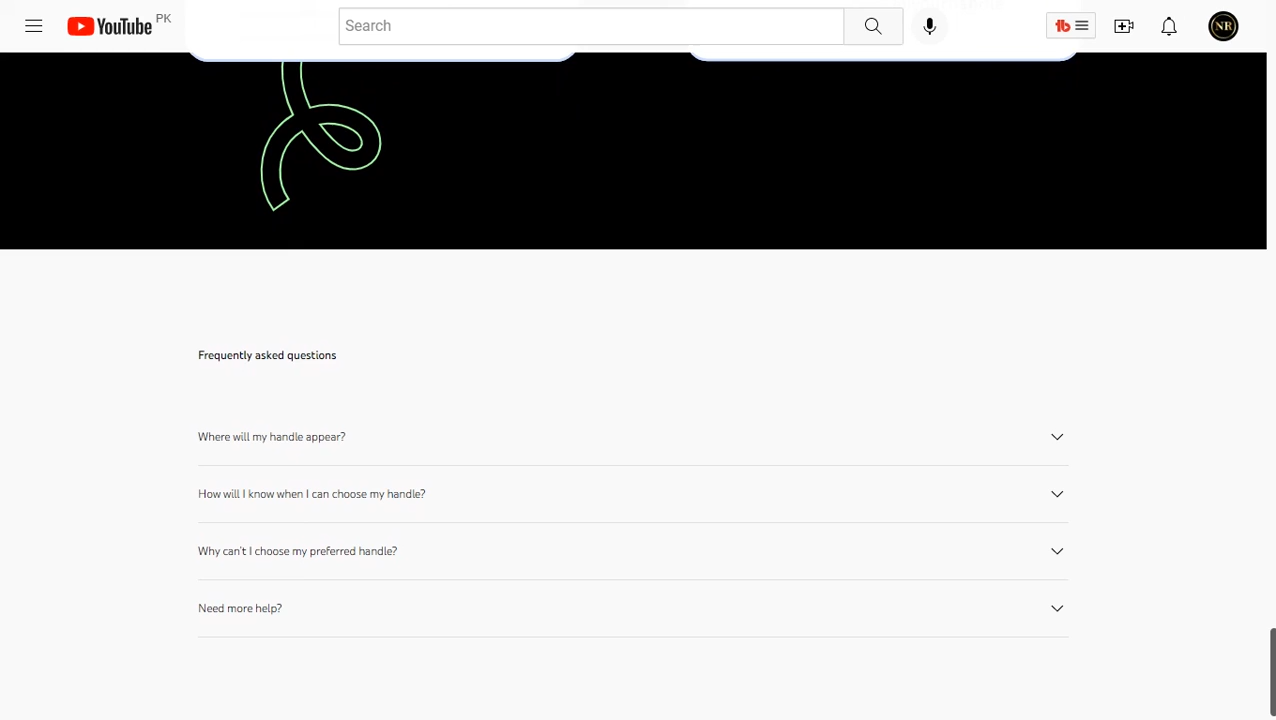 YouTube PK
Search
NR
Frequently asked questions
Where will my handle appear?
How will I know when I can choose my handle?
Why can't I choose my preferred handle?
Need more help?